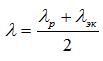 λ = (λр + λэк) / 2